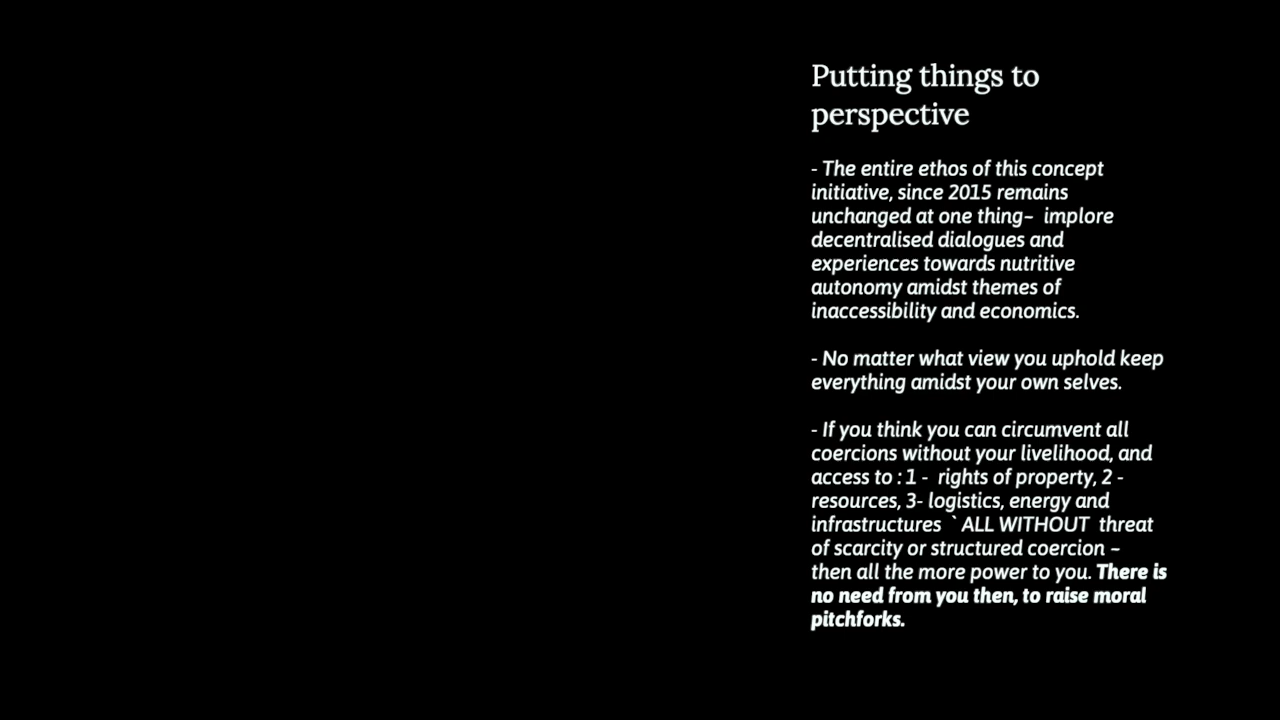 Putting things to
perspective
- The entire ethos of this concept
initiative, since 2015 remains
unchanged at one thing~  implore
decentralised dialogues and
experiences towards nutritive
autonomy amidst themes of
inaccessibility and economics.
- No matter what view you uphold keep
everything amidst your own selves.
- If you think you can circumvent all
coercions without your livelihood, and
access to : 1 -  rights of property, 2 -
resources, 3- logistics, energy and
infrastructures  ` ALL WITHOUT  threat
of scarcity or structured coercion ~
then all the more power to you. There is
no need from you then, to raise moral
pitchforks.